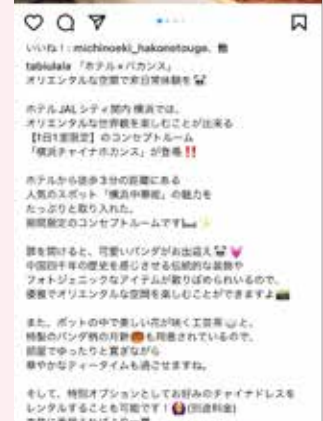 いいね！: michinoeki_hakonetouge、他
tabiulala 「ホテル×バカンス」
オリエンタルな空間で非日常体験を🐼
ホテル JAL シティ関内 横浜では、
オリエンタルな世界観を楽しむことが出来る
【1日1室限定】のコンセプトルーム
「横浜チャイナホカンス」が登場‼️
ホテルから徒歩3分の距離にある
人気のスポット「横浜中華街」の魅力を
たっぷりと取り入れた、
期間限定のコンセプトルームです🛏✨
扉を開けると、可愛いパンダがお出迎え🐼💓
中国四千年の歴史を感じさせる伝統的な装飾や
フォトジェニックなアイテムが散りばめられいるので、
優雅でオリエンタルな空間を楽しむことができますよ📸
また、ポットの中で美しい花が咲く工芸茶と、
特製のパンダ柄の月餅🥮も用意されているので、
部屋でゆったりと寛ぎながら
華やかなティータイムも過ごせますね。
そして、特別オプションとしてお好みのチャイナドレスを
レンタルすることも可能です！(別途料金)